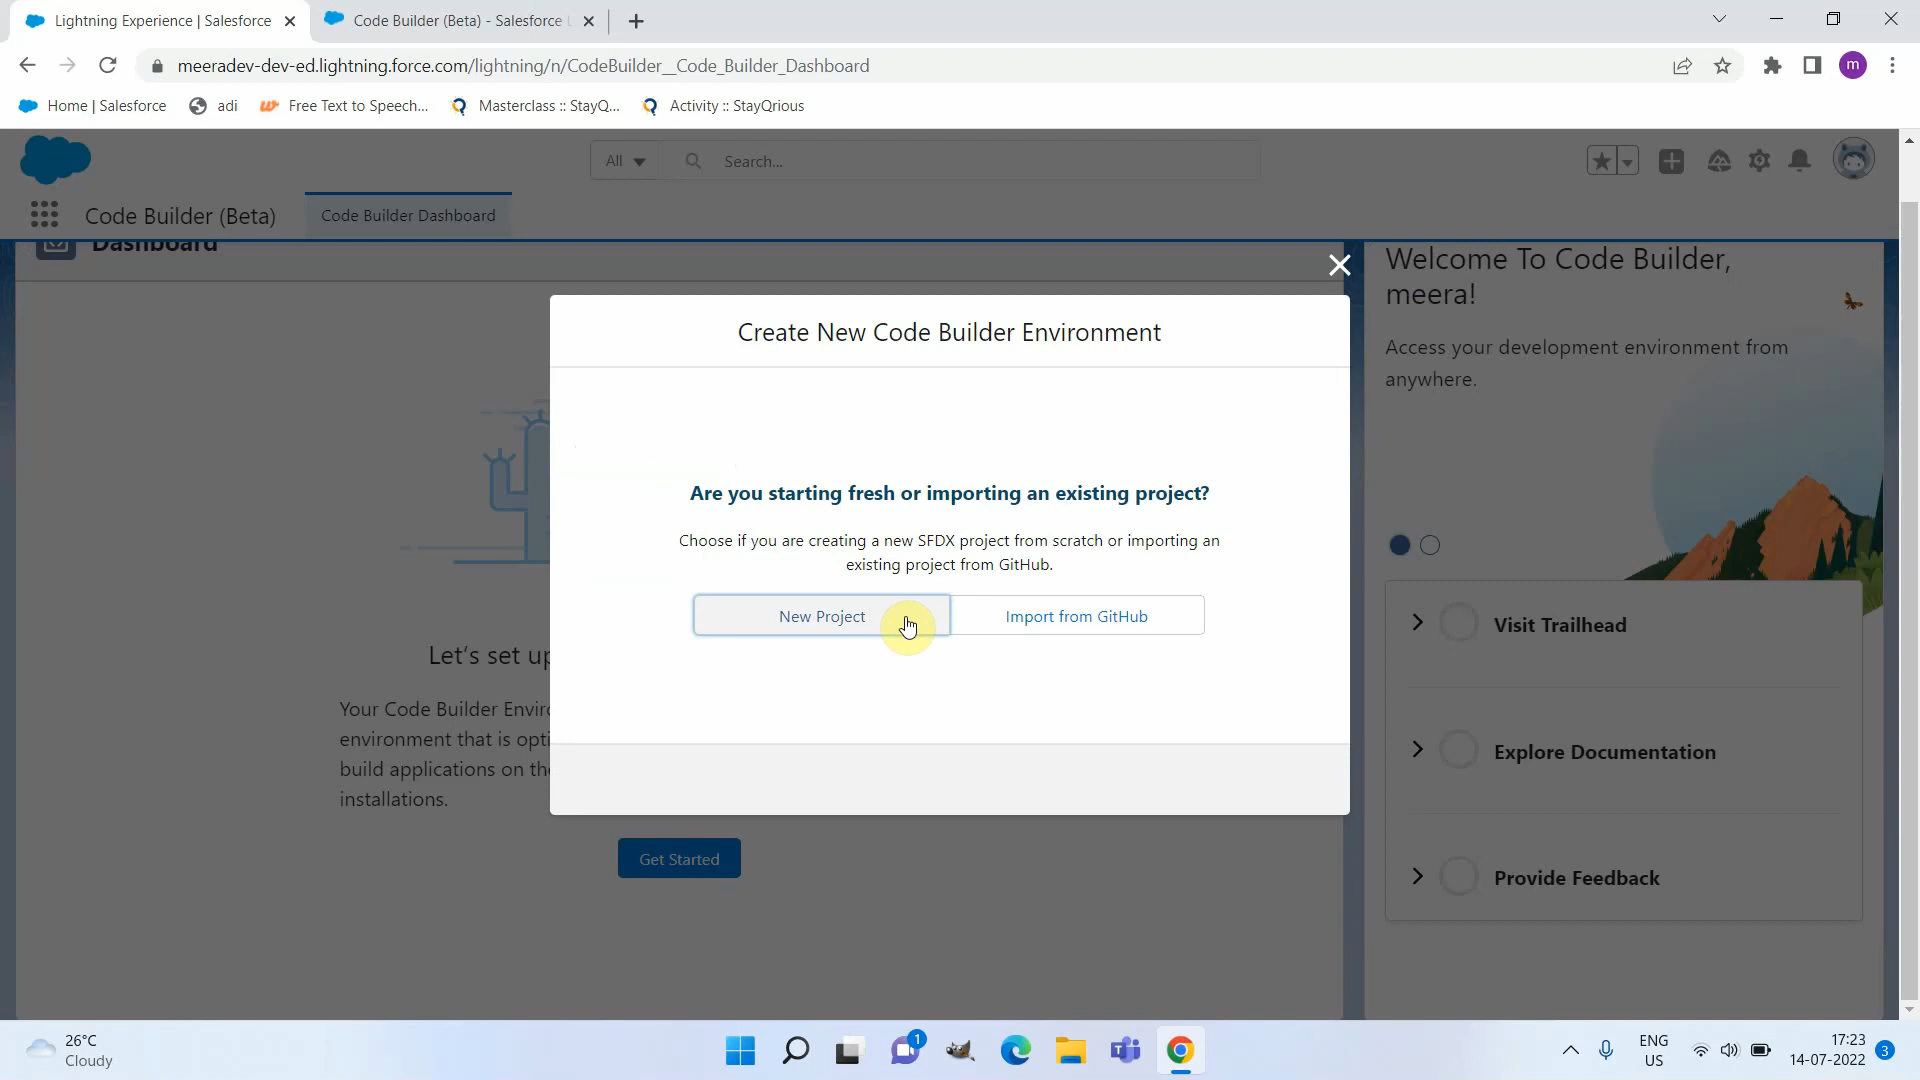 Lightning Experience | Salesforce
Code Builder (Beta) - Salesforce L
meeradev-dev-ed.lightning.force.com/lightning/n/CodeBuilder__Code_Builder_Dashboard
m
Home | Salesforce
adi
Free Text to Speech...
Masterclass :: StayQ...
Activity :: StayQrious
All
Search...
Code Builder (Beta)
Code Builder Dashboard
Dashboard
Create New Code Builder Environment
Are you starting fresh or importing an existing project?
Choose if you are creating a new SFDX project from scratch or importing an
existing project from GitHub.
New Project
Import from GitHub
Let's set up
Your Code Builder Envir
environment that is opti
build applications on th
installations.
Get Started
Welcome To Code Builder,
meera!
Access your development environment from
anywhere.
Visit Trailhead
Explore Documentation
Provide Feedback
26°C
Cloudy
1
ENG
US
17:23
14-07-2022
3